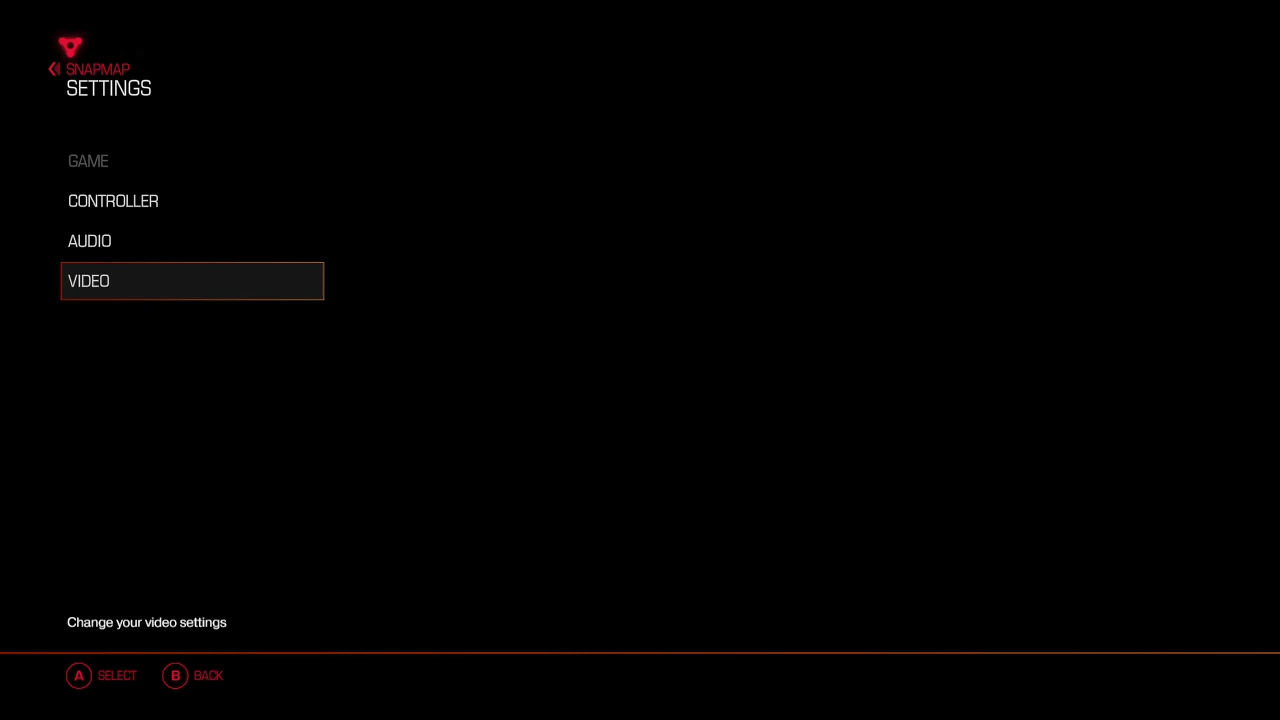 SNAPMAP
SETTINGS
GAME
CONTROLLER
AUDIO
VIDEO
Change your video settings
A SELECT B BACK